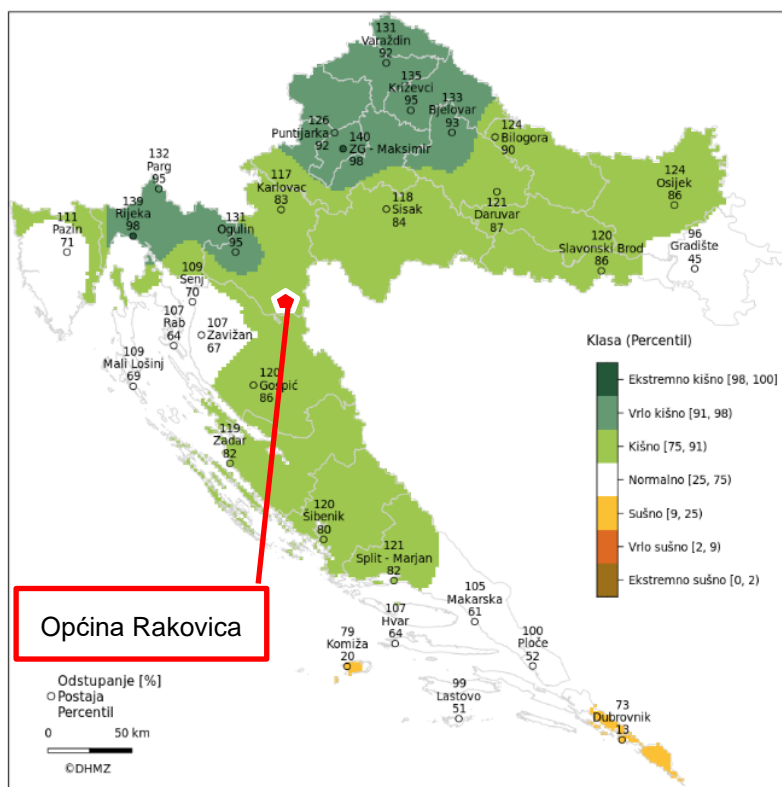 131
Varaždin
92
135
Križevci
95
133
Bjelovar
93
126
Puntijarka
92
140
ZG - Maksimir
98
124
Bilogora
90
132
Parg
95
139
Rijeka
98
131
Ogulin
95
117
Karlovac
83
118
Sisak
84
121
Daruvar
87
124
Osijek
86
120
Slavonski Brod
86
96
Gradište
45
111
Pazin
71
109
Senj
70
107
Rab
64
107
Zavižan
67
109
Mali Lošinj
69
120
Gospić
86
119
Zadar
82
120
Šibenik
80
121
Split - Marjan
82
105
Makarska
61
107
Hvar
64
79
Komiža
20
100
Ploče
52
99
Lastovo
51
73
Dubrovnik
13
Općina Rakovica
Klasa (Percentil)
Ekstremno kišno [98, 100]
Vrlo kišno [91, 98)
Kišno [75, 91)
Normalno [25, 75)
Sušno [9, 25)
Vrlo sušno [2, 9)
Ekstremno sušno [0, 2)
Odstupanje [%]
Postaja
Percentil
0 50 km
©DHMZ